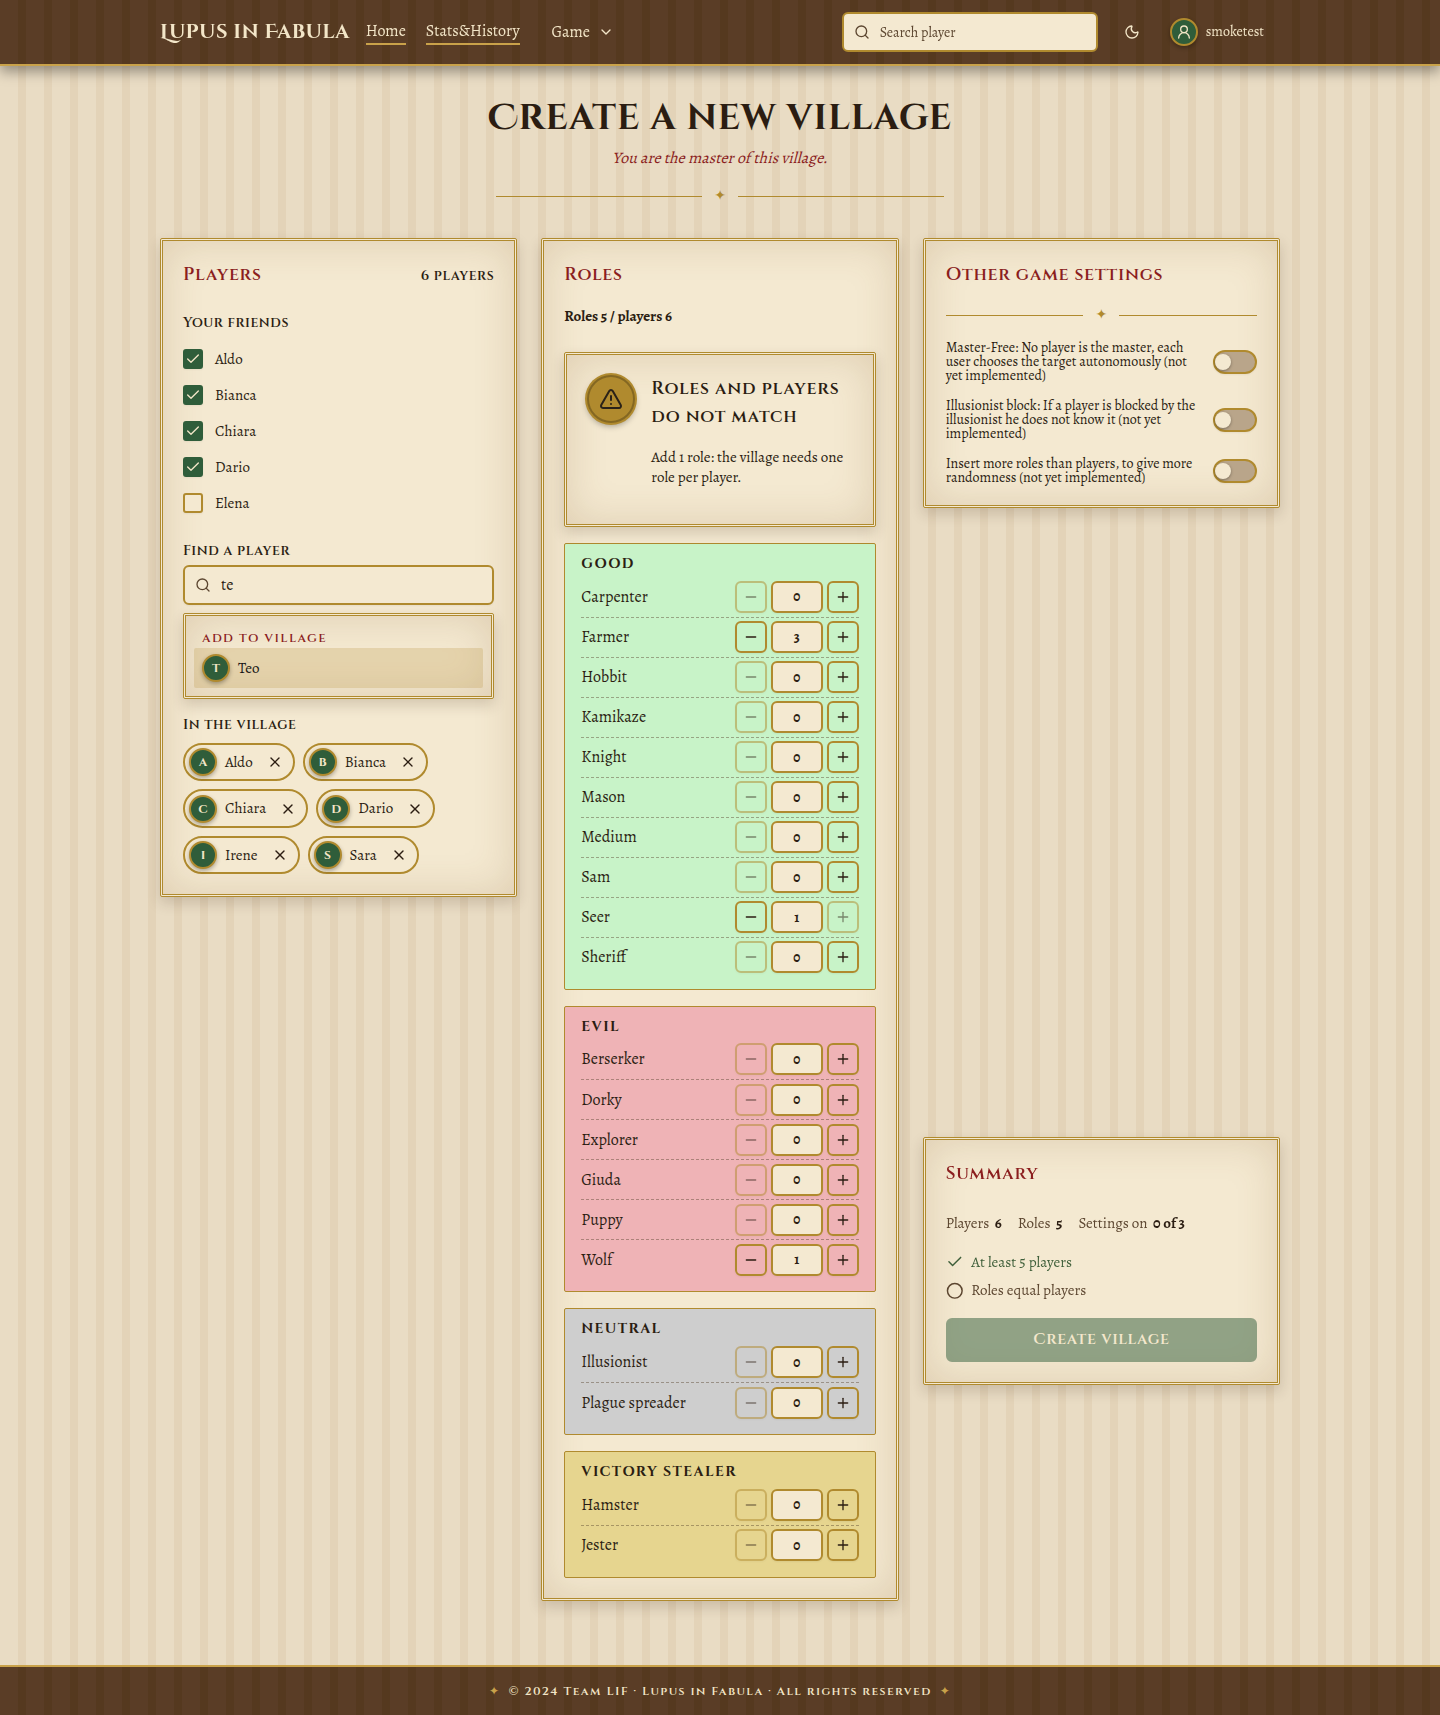 Lupus in Fabula
Home
Stats&History
Game
Search player
smoketest
Create a new village
You are the master of this village.
Players
6 players
Your friends
Aldo
Bianca
Chiara
Dario
Elena
Find a player
te
Add to village
T
Teo
In the village
A Aldo
B Bianca
C Chiara
D Dario
I Irene
S Sara
Roles
Roles 5 / players 6
Roles and players
do not match
Add 1 role: the village needs one
role per player.
GOOD
Carpenter 0
Farmer 3
Hobbit 0
Kamikaze 0
Knight 0
Mason 0
Medium 0
Sam 0
Seer 1
Sheriff 0
EVIL
Berserker 0
Dorky 0
Explorer 0
Giuda 0
Puppy 0
Wolf 1
NEUTRAL
Illusionist 0
Plague spreader 0
VICTORY STEALER
Hamster 0
Jester 0
Other game settings
Master-Free: No player is the master, each
user chooses the target autonomously (not
yet implemented)
Illusionist block: If a player is blocked by the
illusionist he does not know it (not yet
implemented)
Insert more roles than players, to give more
randomness (not yet implemented)
Summary
Players 6 Roles 5 Settings on 0 of 3
At least 5 players
Roles equal players
Create village
© 2024 Team LIF · Lupus in Fabula · All rights reserved